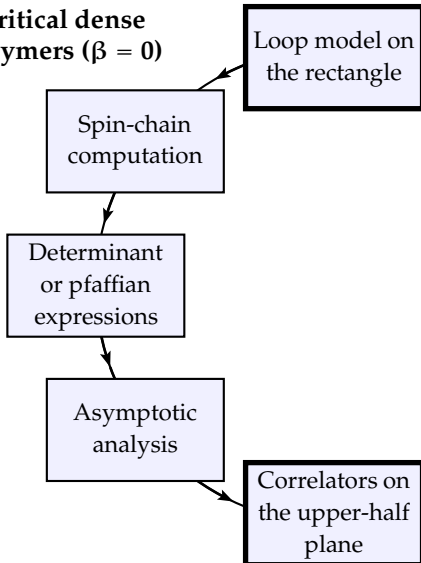 ritical dense
ymers (β = 0)
Loop model on
the rectangle
Spin-chain
computation
Determinant
or pfaffian
expressions
Asymptotic
analysis
Correlators on
the upper-half
plane